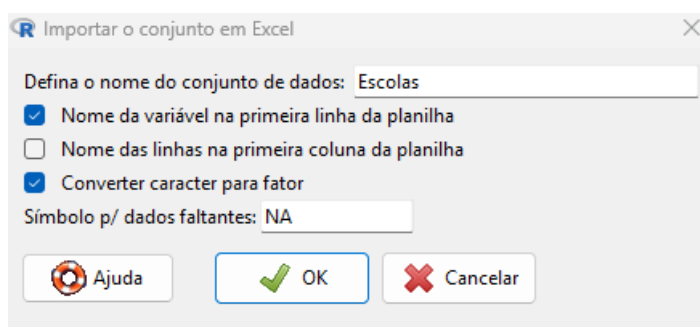 Importar o conjunto em Excel
Defina o nome do conjunto de dados: Escolas
Nome da variável na primeira linha da planilha
Nome das linhas na primeira coluna da planilha
Converter caracter para fator
Símbolo p/ dados faltantes: NA
Ajuda OK Cancelar